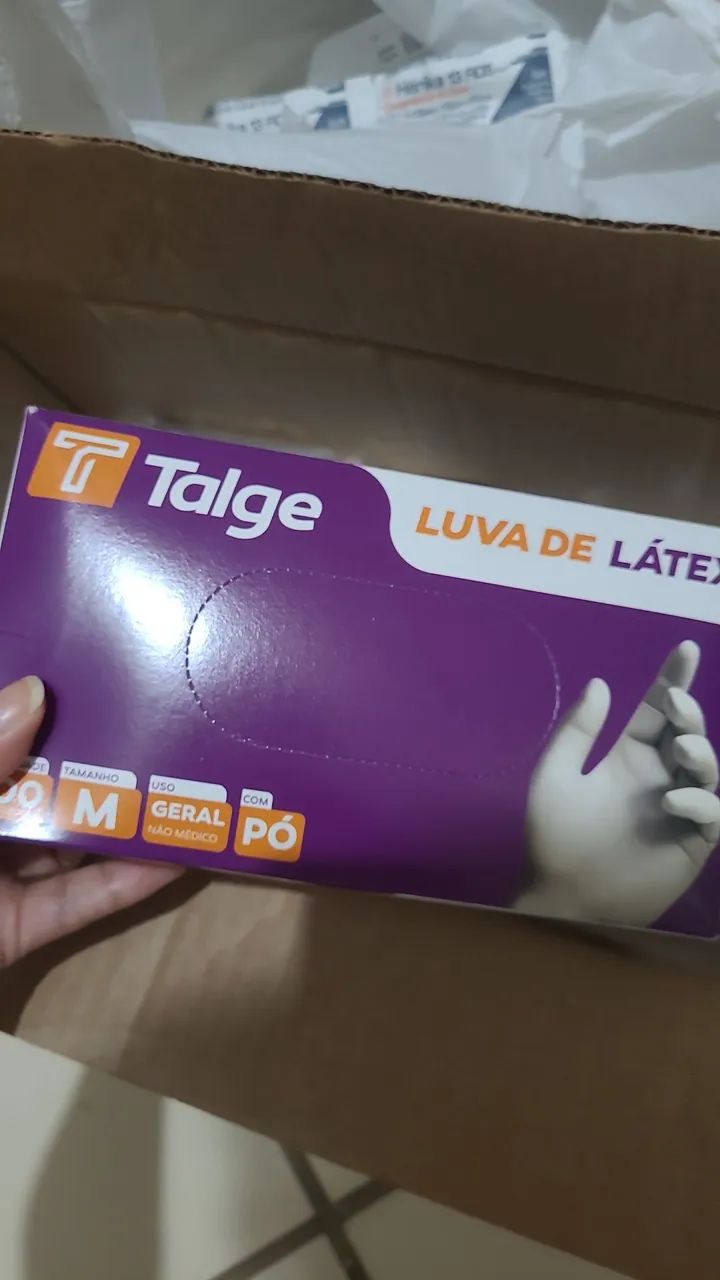 T Talge
LUVA DE LÁTEX
TAMANHO
M
USO
GERAL
NÃO MÉDICO
COM
PÓ